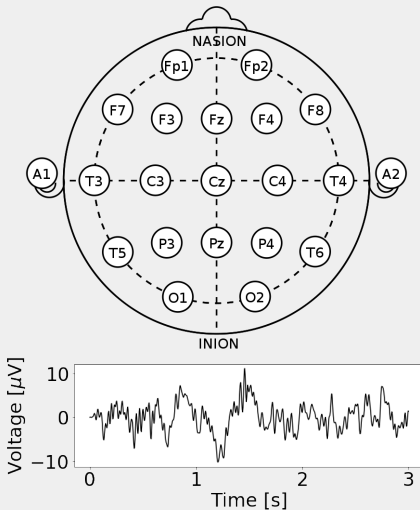 NASION
Fp1 Fp2
F7 F3 Fz F4 F8
A1 T3 C3 Cz C4 T4 A2
T5 P3 Pz P4 T6
O1 O2
INION
Voltage [μV]
10
0
−10
0 1 2 3
Time [s]